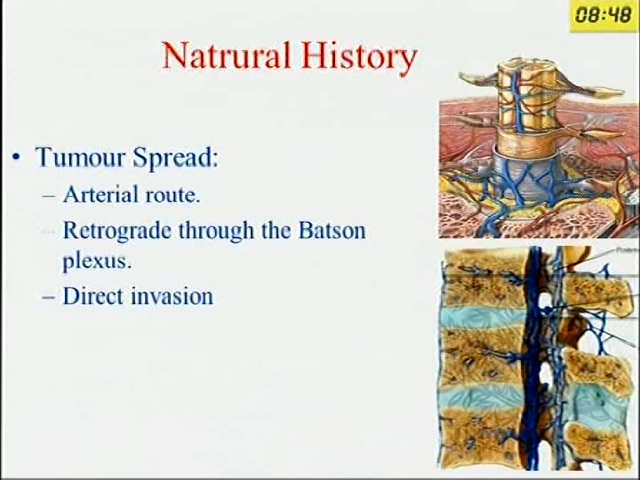 08:48
Natrural History
• Tumour Spread:
– Arterial route.
– Retrograde through the Batson
plexus.
– Direct invasion